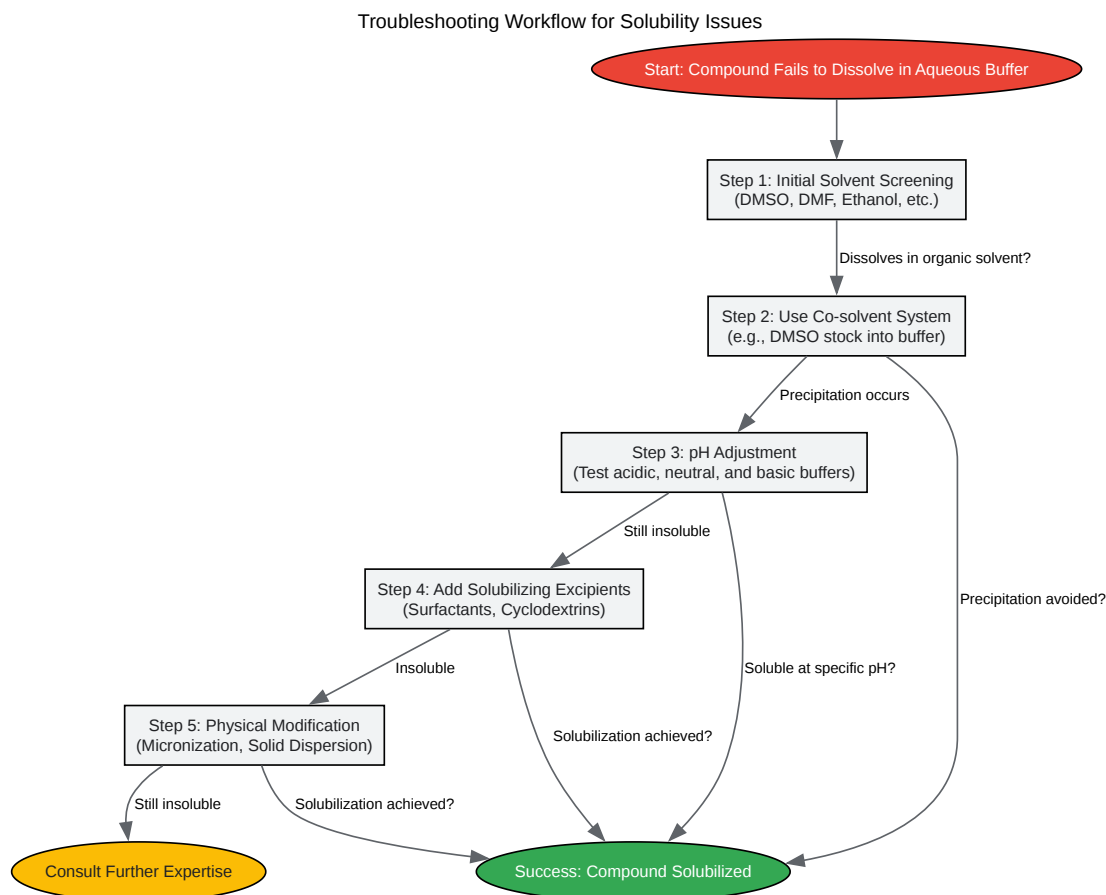 Troubleshooting Workflow for Solubility Issues
Start: Compound Fails to Dissolve in Aqueous Buffer
Step 1: Initial Solvent Screening
(DMSO, DMF, Ethanol, etc.)
Dissolves in organic solvent?
Step 2: Use Co-solvent System
(e.g., DMSO stock into buffer)
Precipitation occurs
Step 3: pH Adjustment
(Test acidic, neutral, and basic buffers)
Still insoluble
Step 4: Add Solubilizing Excipients
(Surfactants, Cyclodextrins)
Precipitation avoided?
Insoluble
Soluble at specific pH?
Step 5: Physical Modification
(Micronization, Solid Dispersion)
Solubilization achieved?
Still insoluble
Solubilization achieved?
Consult Further Expertise
Success: Compound Solubilized